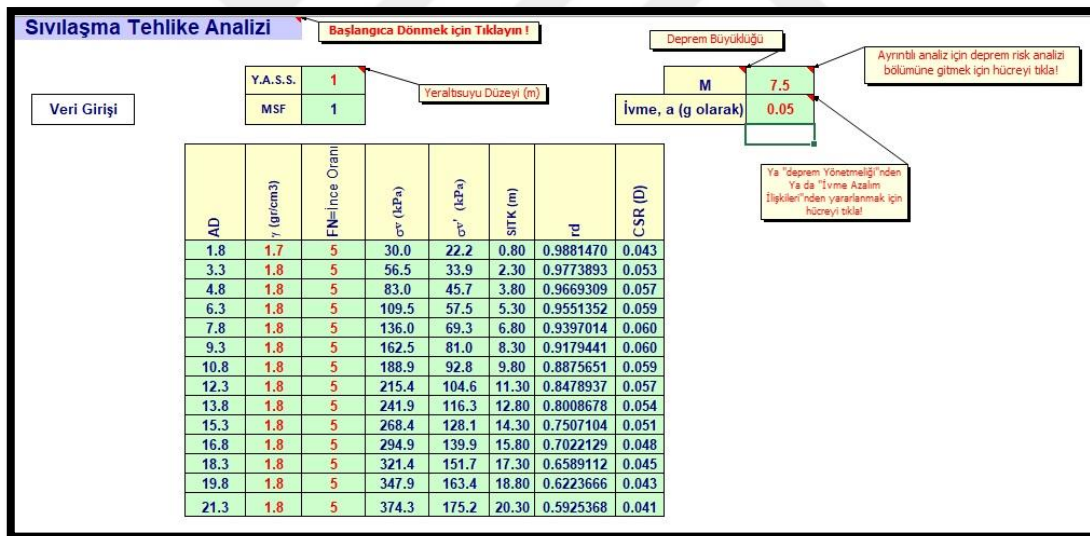 Sıvılaşma Tehlike Analizi
Başlangıca Dönmek için Tıklayın !
Deprem Büyüklüğü
Ayrıntılı analiz için deprem risk analizi
bölümüne gitmek için hücreyi tıkla!
Y.A.S.S. 1
Yeraltısuyu Düzeyi (m)
M 7.5
Veri Girişi
MSF 1
İvme, a (g olarak) 0.05
Ya "deprem Yönetmeliği"nden
Ya da "İvme Azalım
İlişkileri"nden yararlanmak için
hücreyi tıkla!
AD γ (gr/cm3) FN=İnce Oranı σv (kPa) σv' (kPa) SITK (m) rd CSR (D)
1.8 1.7 5 30.0 22.2 0.80 0.9881470 0.043
3.3 1.8 5 56.5 33.9 2.30 0.9773893 0.053
4.8 1.8 5 83.0 45.7 3.80 0.9669309 0.057
6.3 1.8 5 109.5 57.5 5.30 0.9551352 0.059
7.8 1.8 5 136.0 69.3 6.80 0.9397014 0.060
9.3 1.8 5 162.5 81.0 8.30 0.9179441 0.060
10.8 1.8 5 188.9 92.8 9.80 0.8875651 0.059
12.3 1.8 5 215.4 104.6 11.30 0.8478937 0.057
13.8 1.8 5 241.9 116.3 12.80 0.8008678 0.054
15.3 1.8 5 268.4 128.1 14.30 0.7507104 0.051
16.8 1.8 5 294.9 139.9 15.80 0.7022129 0.048
18.3 1.8 5 321.4 151.7 17.30 0.6589112 0.045
19.8 1.8 5 347.9 163.4 18.80 0.6223666 0.043
21.3 1.8 5 374.3 175.2 20.30 0.5925368 0.041